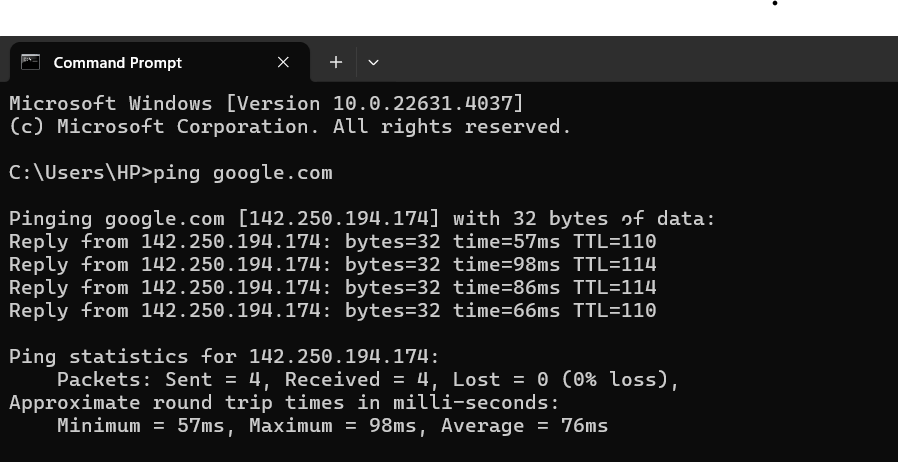 Command Prompt
Microsoft Windows [Version 10.0.22631.4037]
(c) Microsoft Corporation. All rights reserved.
C:\Users\HP>ping google.com
Pinging google.com [142.250.194.174] with 32 bytes of data:
Reply from 142.250.194.174: bytes=32 time=57ms TTL=110
Reply from 142.250.194.174: bytes=32 time=98ms TTL=114
Reply from 142.250.194.174: bytes=32 time=86ms TTL=114
Reply from 142.250.194.174: bytes=32 time=66ms TTL=110
Ping statistics for 142.250.194.174:
    Packets: Sent = 4, Received = 4, Lost = 0 (0% loss),
Approximate round trip times in milli-seconds:
    Minimum = 57ms, Maximum = 98ms, Average = 76ms